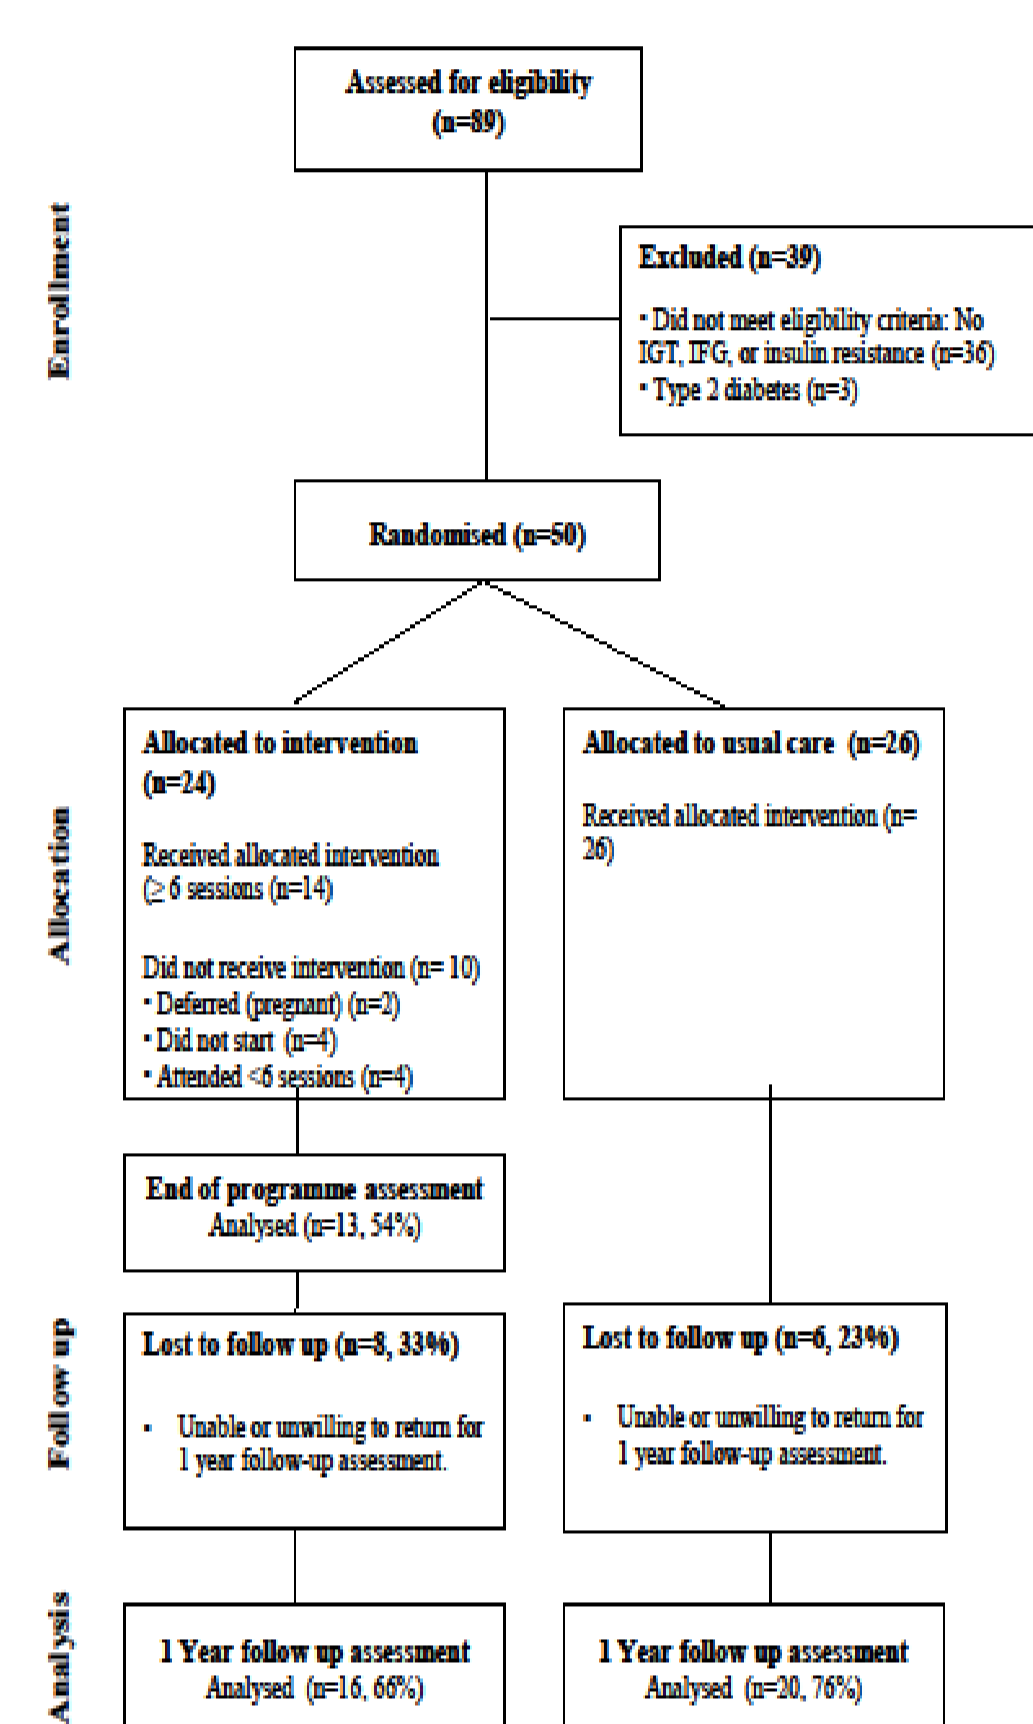 Assessed for eligibility
(n=89)
Enrollment
Excluded (n=39)
• Did not meet eligibility criteria: No
IGT, IFG, or insulin resistance (n=36)
• Type 2 diabetes (n=3)
Randomised (n=50)
Allocation
Allocated to intervention
(n=24)
Received allocated intervention
(≥ 6 sessions (n=14)
Did not receive intervention (n= 10)
• Deferred (pregnant) (n=2)
• Did not start (n=4)
• Attended <6 sessions (n=4)
Allocated to usual care (n=26)
Received allocated intervention (n=
26)
End of programme assessment
Analysed (n=13, 54%)
Follow up
Lost to follow up (n=8, 33%)
• Unable or unwilling to return for
1 year follow-up assessment.
Lost to follow up (n=6, 23%)
• Unable or unwilling to return for
1 year follow-up assessment.
Analysis
1 Year follow up assessment
Analysed (n=16, 66%)
1 Year follow up assessment
Analysed (n=20, 76%)